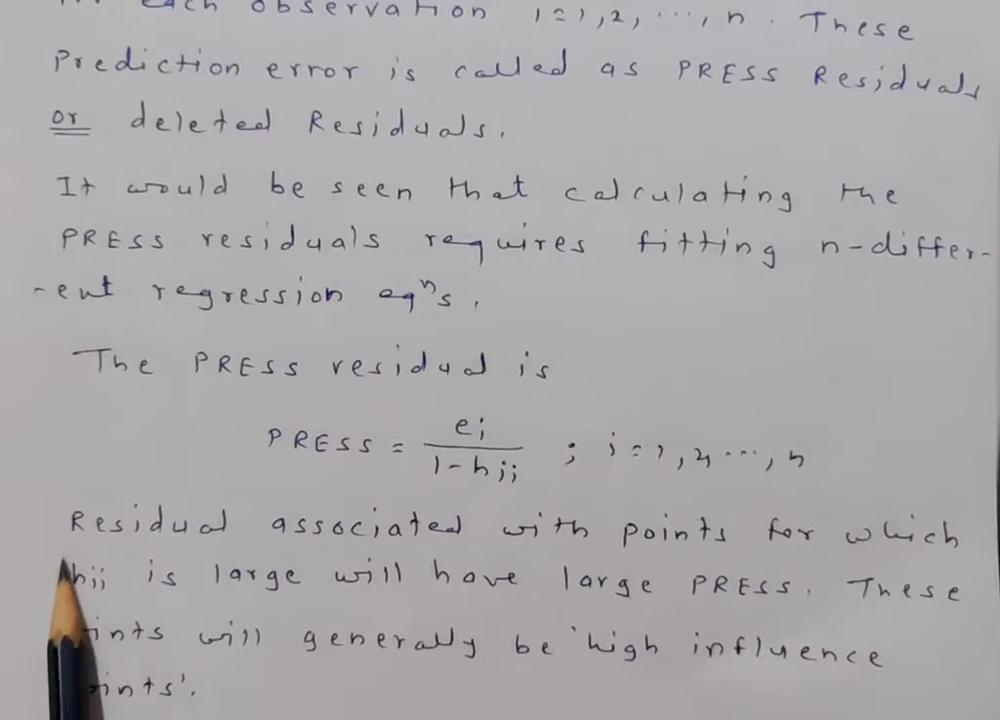 each observation i=1,2,...,n. These
Prediction error is called as PRESS Residuals
or deleted Residuals.
It would be seen that calculating the
PRESS residuals requires fitting n-differ-
-ent regression eqⁿs.
The PRESS residual is
PRESS = ei / 1-hii ; i=1,2,...,n
Residual associated with points for which
hii is large will have large PRESS. These
ints will generally be 'high influence
ints'.